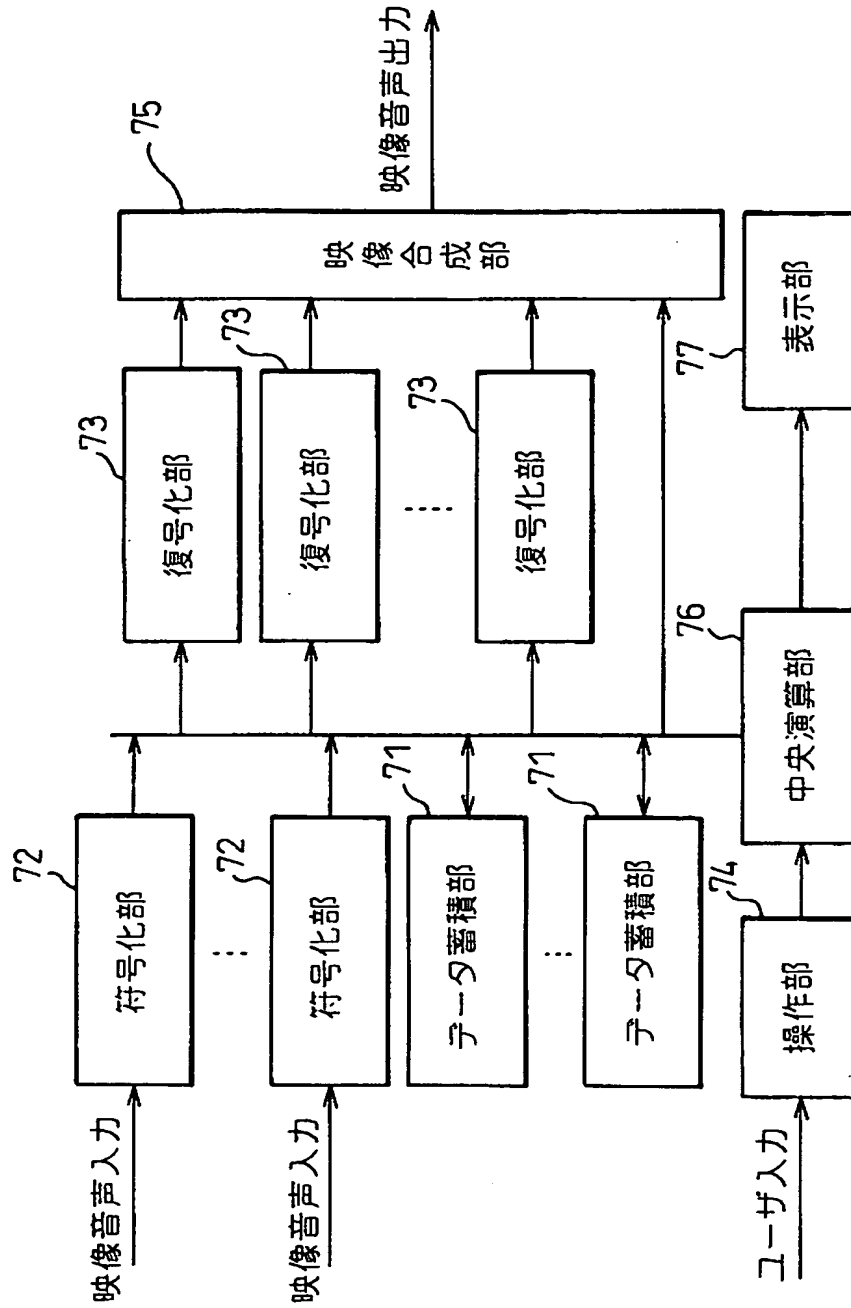 映像音声入力
72
符号化部
映像音声入力
72
符号化部
71
データ蓄積部
71
データ蓄積部
73
復号化部
73
復号化部
73
復号化部
75
映像合成部
映像音声出力
ユーザ入力
74
操作部
76
中央演算部
77
表示部